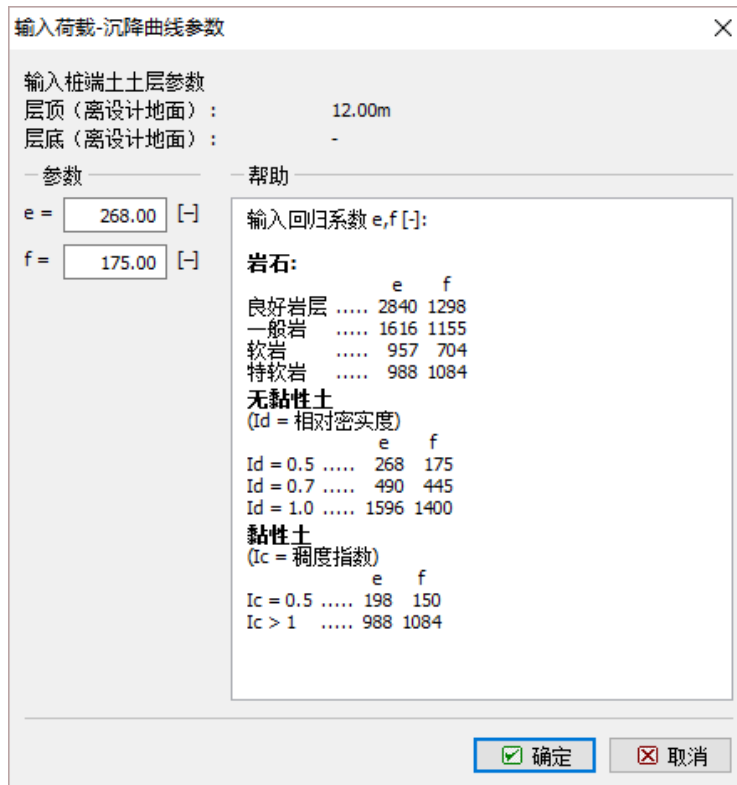 输入荷载-沉降曲线参数
输入桩端土土层参数
层顶（离设计地面）: 12.00m
层底（离设计地面）: -
参数
e = 268.00 [-]
f = 175.00 [-]
帮助
输入回归系数 e,f [-]:
岩石:
e f
良好岩层 ..... 2840 1298
一般岩 ..... 1616 1155
软岩 ..... 957 704
特软岩 ..... 988 1084
无黏性土
(Id = 相对密实度)
e f
Id = 0.5 ..... 268 175
Id = 0.7 ..... 490 445
Id = 1.0 ..... 1596 1400
黏性土
(Ic = 稠度指数)
e f
Ic = 0.5 ..... 198 150
Ic > 1 ..... 988 1084
确定 取消